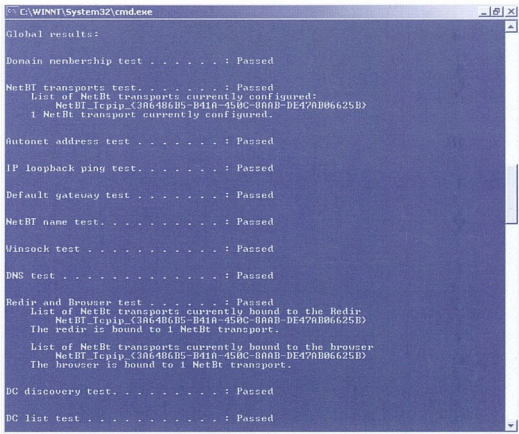 C:\WINNT\System32\cmd.exe
Global results:
Domain membership test . . . . . . : Passed
NetBT transports test. . . . . . . : Passed
List of NetBt transports currently configured:
NetBT_Tcpip_{3A6486B5-B41A-450C-8AAB-DE47AB06625B}
1 NetBt transport currently configured.
Autonet address test . . . . . . . : Passed
IP loopback ping test. . . . . . . : Passed
Default gateway test . . . . . . . : Passed
NetBT name test. . . . . . . . . . : Passed
Winsock test . . . . . . . . . . . : Passed
DNS test . . . . . . . . . . . . . : Passed
Redir and Browser test . . . . . . : Passed
List of NetBt transports currently bound to the Redir
NetBT_Tcpip_{3A6486B5-B41A-450C-8AAB-DE47AB06625B}
The redir is bound to 1 NetBt transport.
List of NetBt transports currently bound to the browser
NetBT_Tcpip_{3A6486B5-B41A-450C-8AAB-DE47AB06625B}
The browser is bound to 1 NetBt transport.
DC discovery test. . . . . . . . . : Passed
DC list test . . . . . . . . . . . : Passed